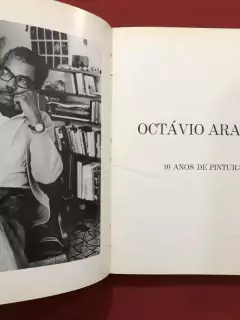 OCTÁVIO ARA
10 ANOS DE PINTURA